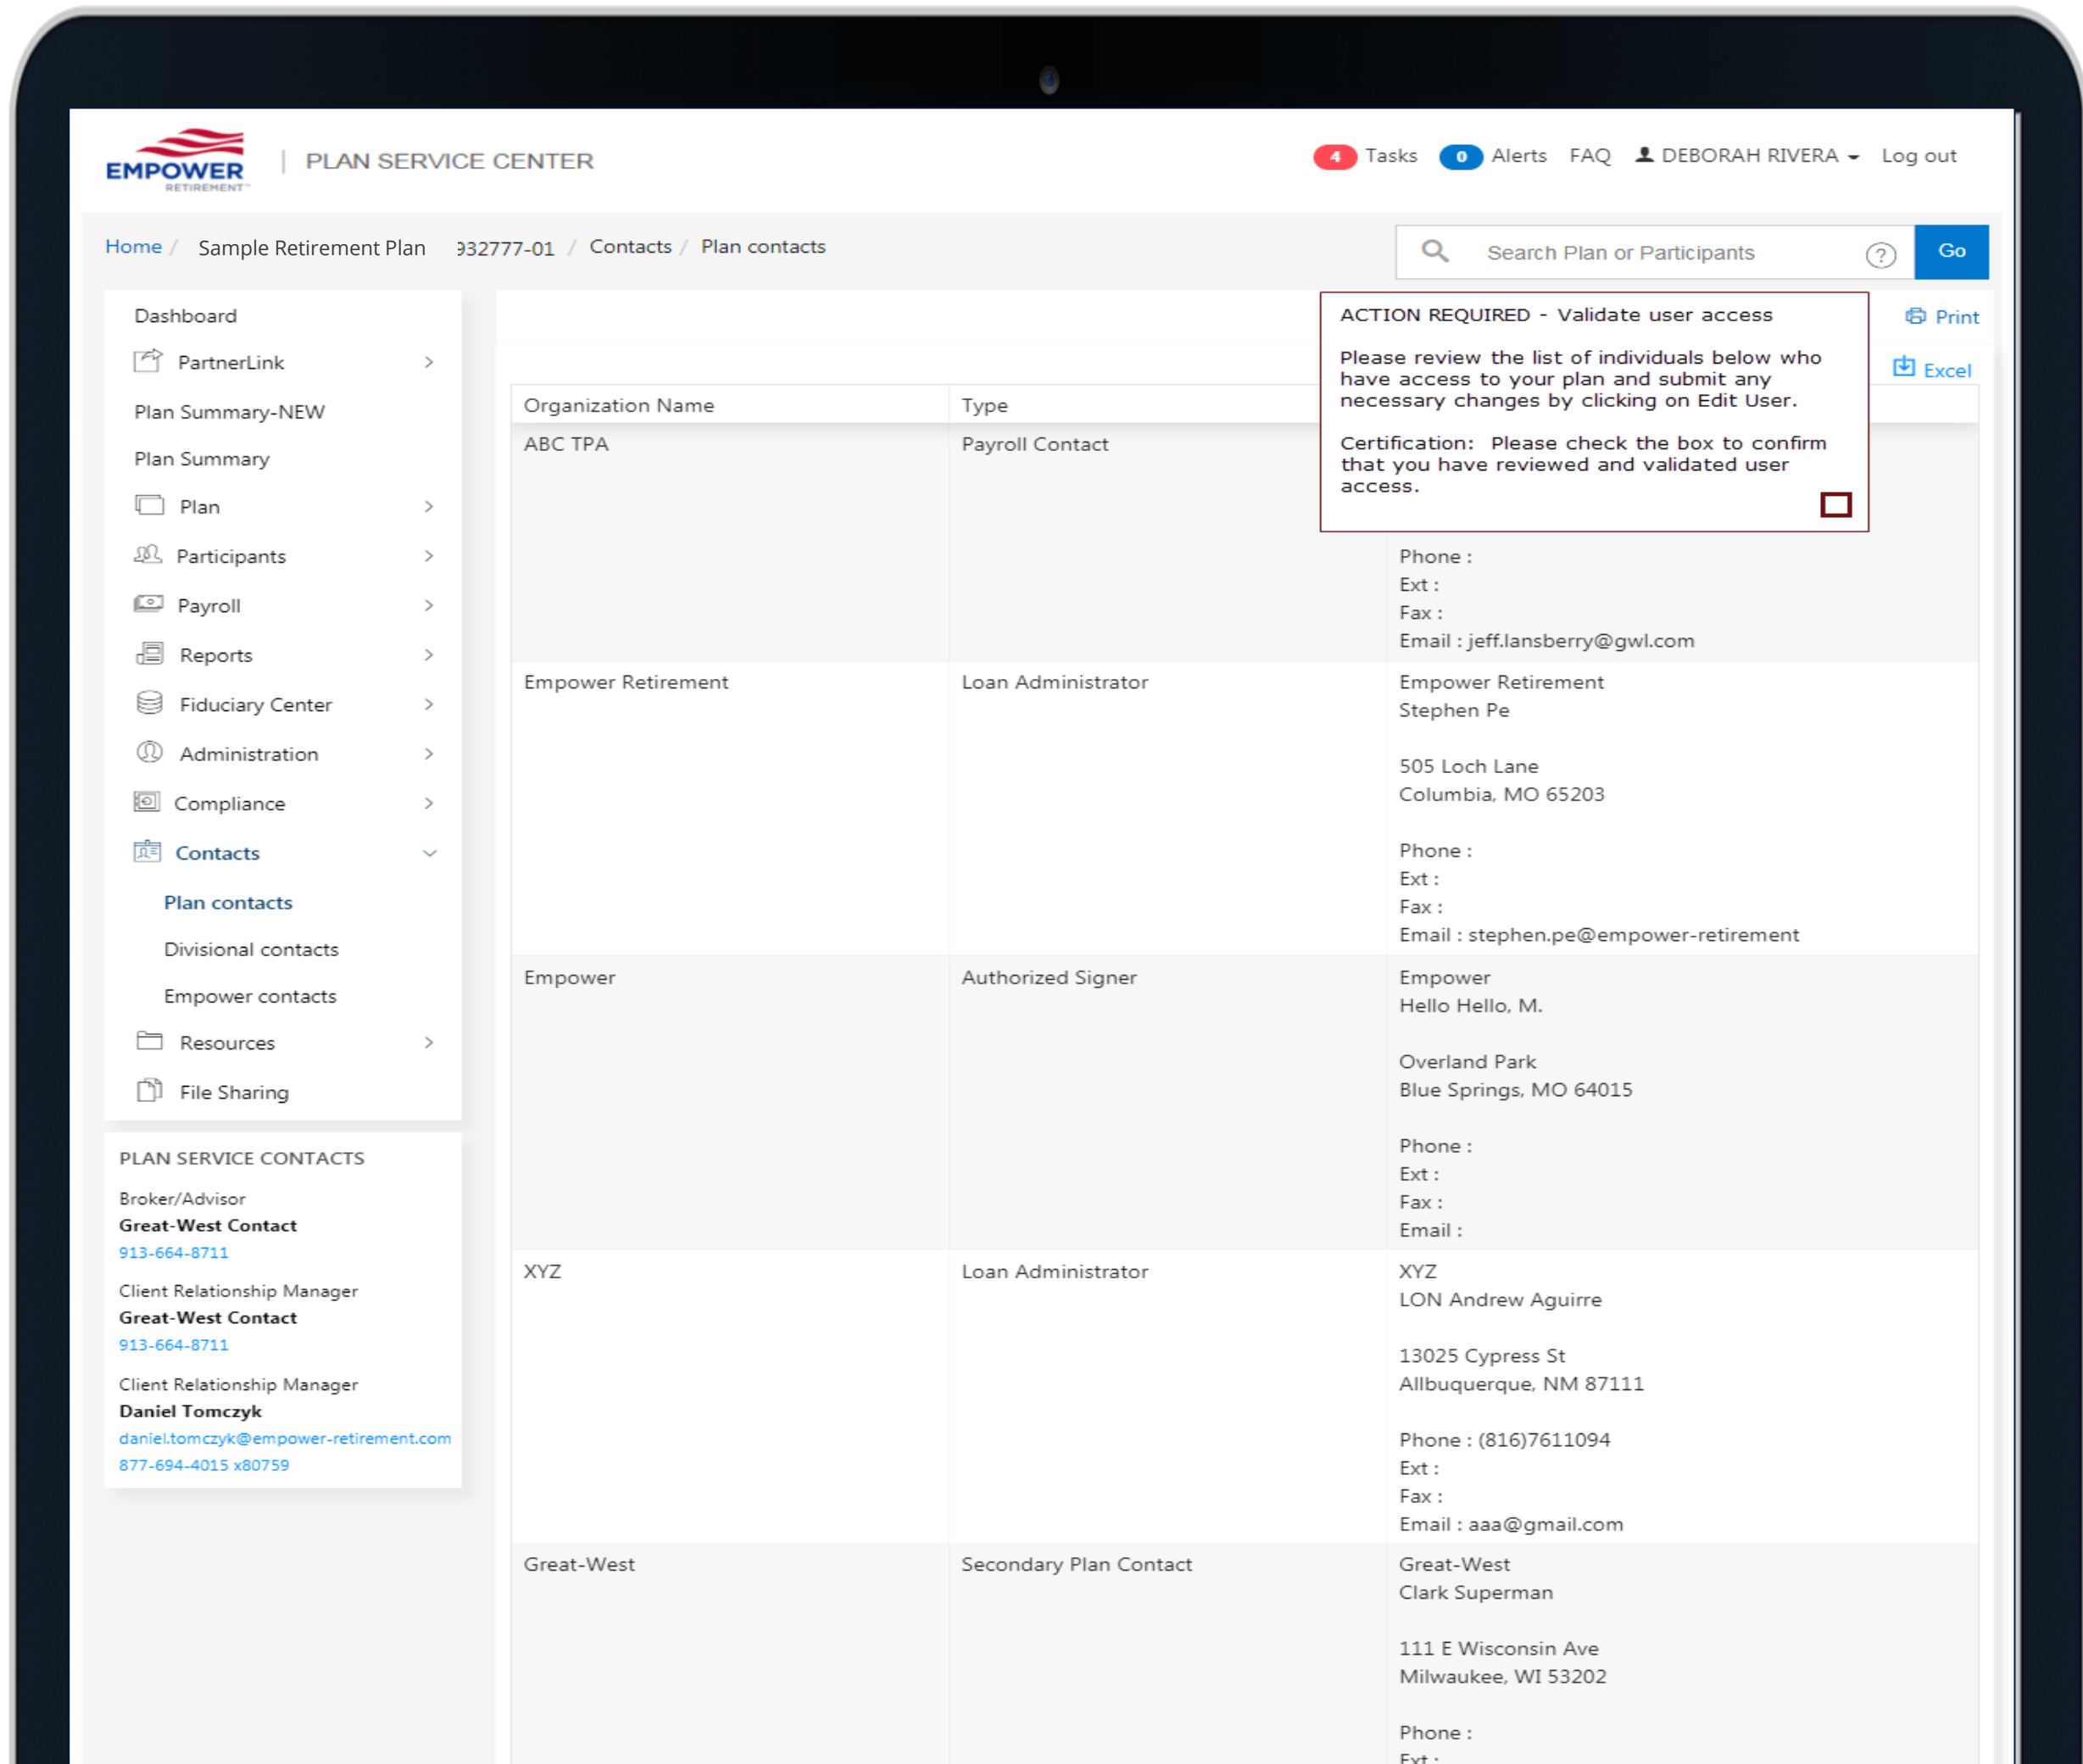 EMPOWER
RETIREMENT
PLAN SERVICE CENTER
4 Tasks 0 Alerts FAQ DEBORAH RIVERA Log out
Home / Sample Retirement Plan 932777-01 / Contacts / Plan contacts
Search Plan or Participants ? Go
Dashboard
PartnerLink
Plan Summary-NEW
Plan Summary
Plan
Participants
Payroll
Reports
Fiduciary Center
Administration
Compliance
Contacts
Plan contacts
Divisional contacts
Empower contacts
Resources
File Sharing
PLAN SERVICE CONTACTS
Broker/Advisor
Great-West Contact
913-664-8711
Client Relationship Manager
Great-West Contact
913-664-8711
Client Relationship Manager
Daniel Tomczyk
daniel.tomczyk@empower-retirement.com
877-694-4015 x80759
Print
Excel
ACTION REQUIRED - Validate user access
Please review the list of individuals below who
have access to your plan and submit any
necessary changes by clicking on Edit User.
Certification: Please check the box to confirm
that you have reviewed and validated user
access.
Organization Name Type
ABC TPA Payroll Contact
Phone :
Ext :
Fax :
Email : jeff.lansberry@gwl.com
Empower Retirement Loan Administrator Empower Retirement
Stephen Pe
505 Loch Lane
Columbia, MO 65203
Phone :
Ext :
Fax :
Email : stephen.pe@empower-retirement
Empower Authorized Signer Empower
Hello Hello, M.
Overland Park
Blue Springs, MO 64015
Phone :
Ext :
Fax :
Email :
XYZ Loan Administrator XYZ
LON Andrew Aguirre
13025 Cypress St
Allbuquerque, NM 87111
Phone : (816)7611094
Ext :
Fax :
Email : aaa@gmail.com
Great-West Secondary Plan Contact Great-West
Clark Superman
111 E Wisconsin Ave
Milwaukee, WI 53202
Phone :
Ext :